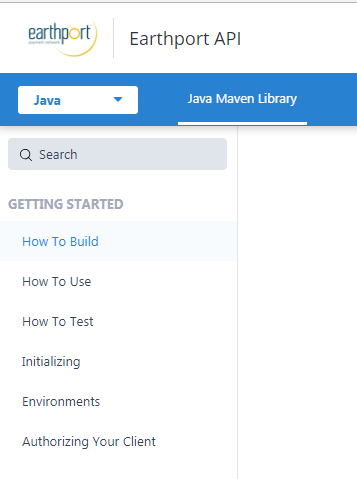 earthport
payment network
Earthport API
Java
Java Maven Library
Search
GETTING STARTED
How To Build
How To Use
How To Test
Initializing
Environments
Authorizing Your Client